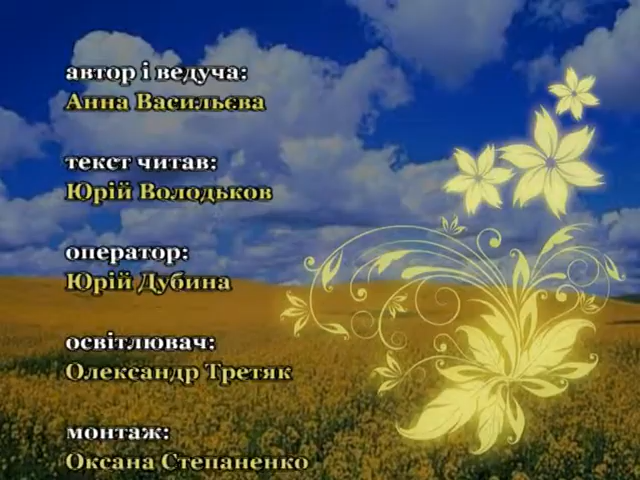 автор і ведуча:
Анна Васильєва
текст читав:
Юрій Володьков
оператор:
Юрій Дубина
освітлювач:
Олександр Третяк
монтаж:
Оксана Степаненко